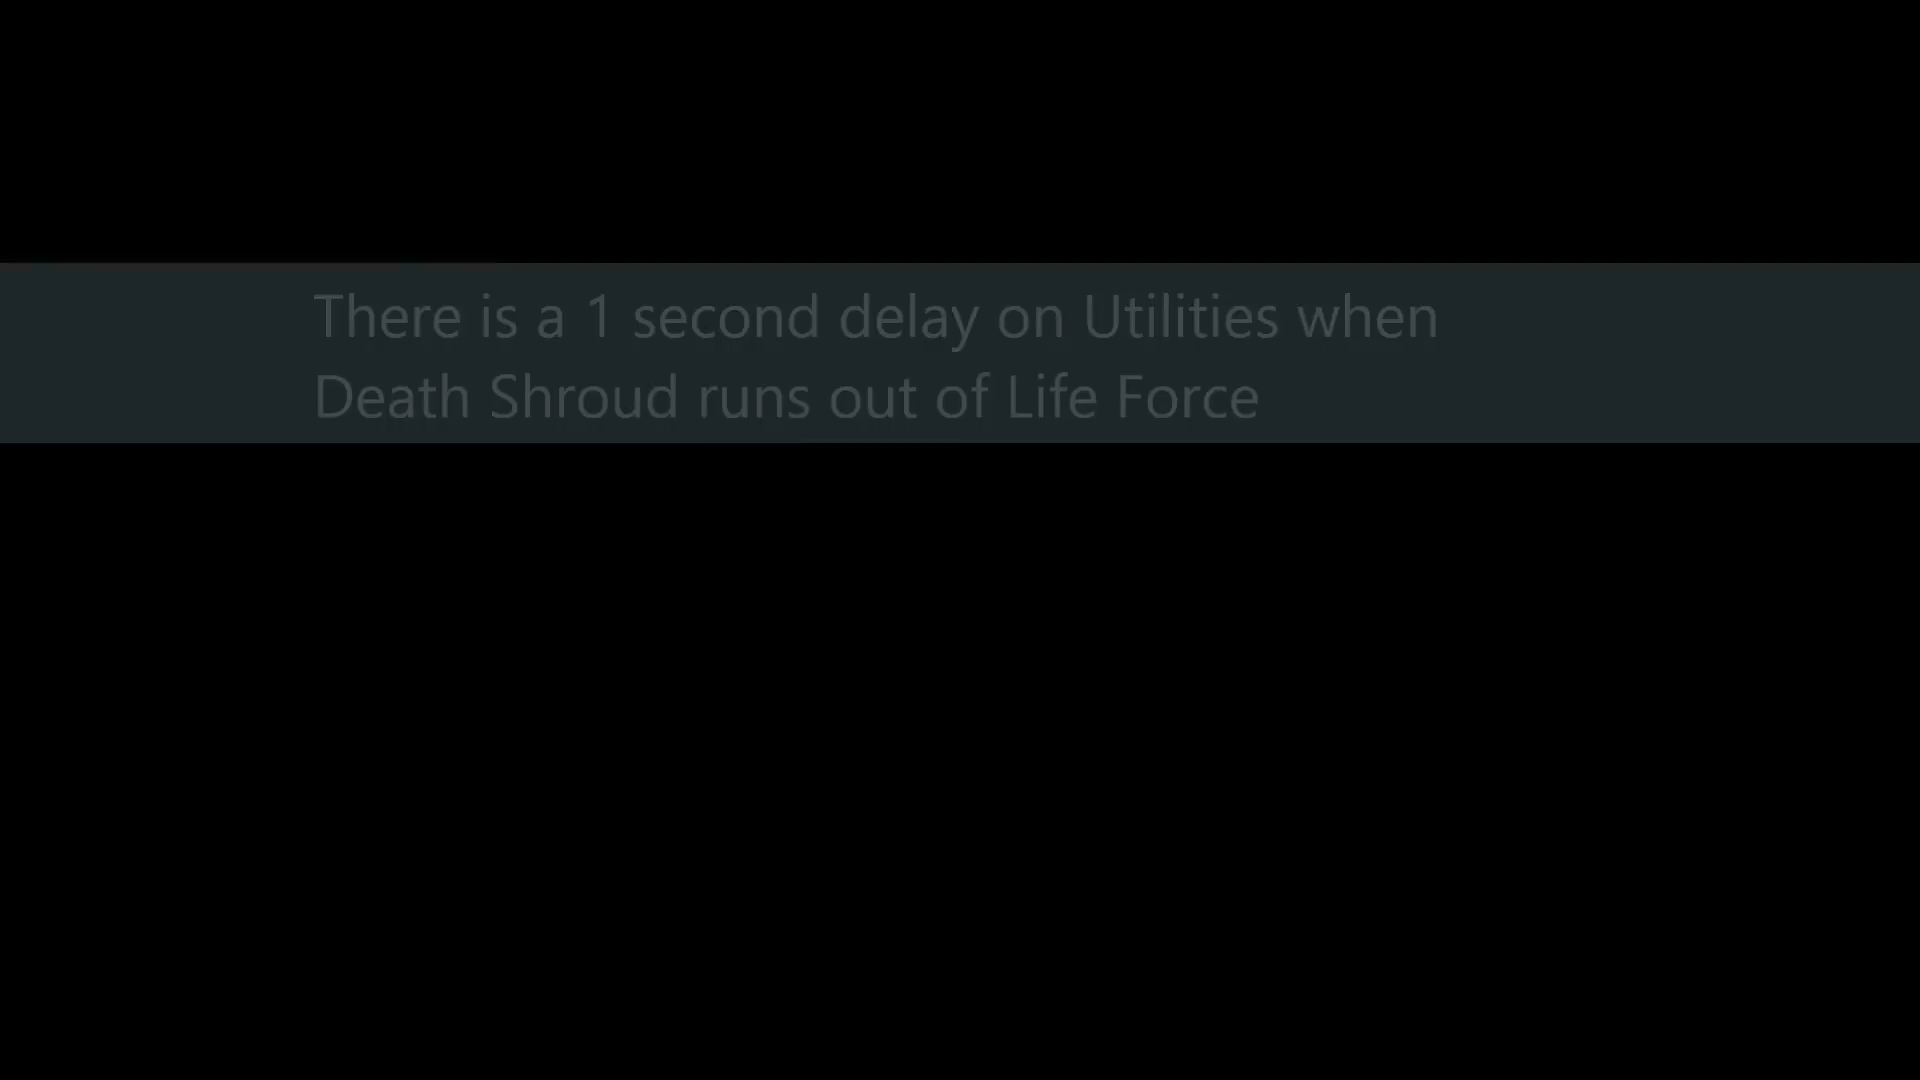 There is a 1 second delay on Utilities when
Death Shroud runs out of Life Force